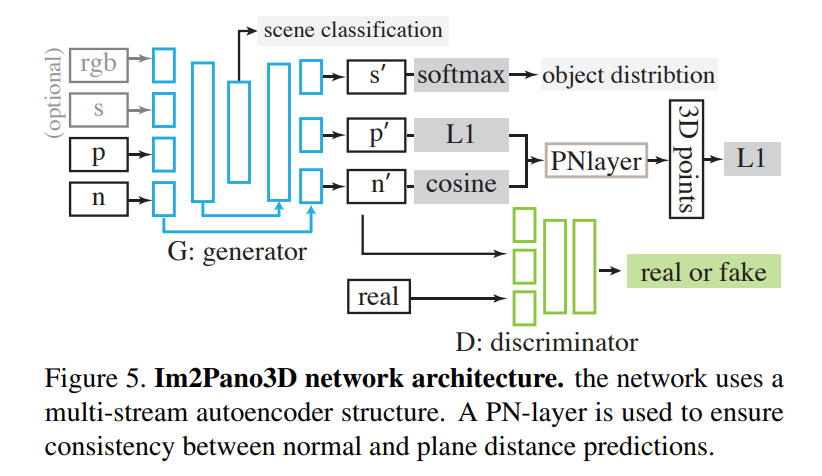 scene classification
(optional)
rgb
s
p
n
s′
softmax
object distribtion
p′
L1
n′
cosine
PNlayer
3D points
L1
G: generator
real
real or fake
D: discriminator
Figure 5. Im2Pano3D network architecture. the network uses a
multi-stream autoencoder structure. A PN-layer is used to ensure
consistency between normal and plane distance predictions.